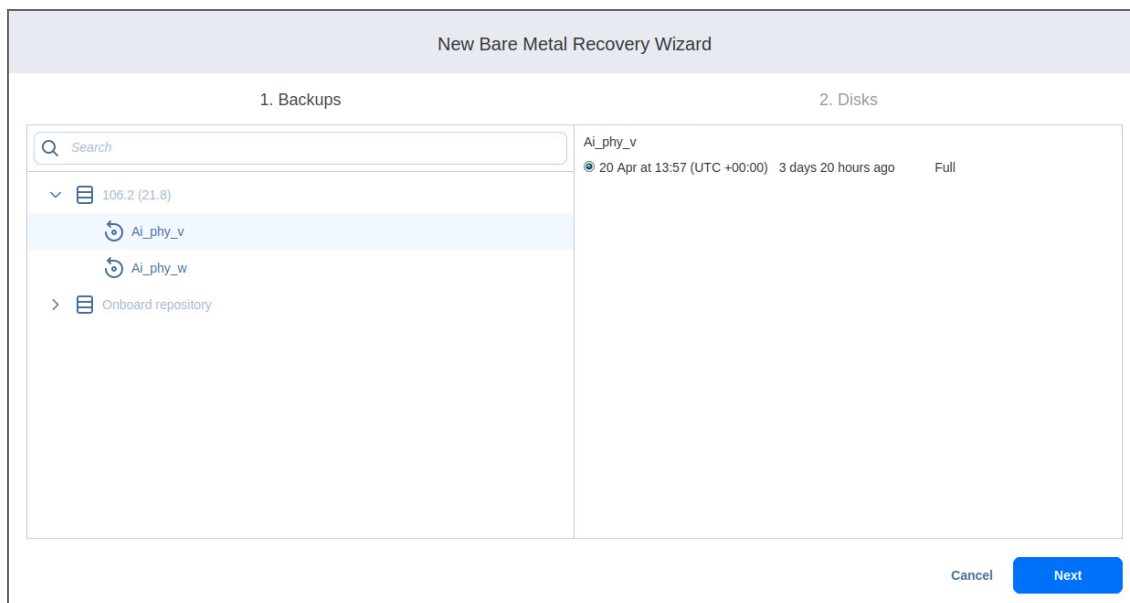 New Bare Metal Recovery Wizard
1. Backups
2. Disks
Search
106.2 (21.8)
Ai_phy_v
Ai_phy_w
Onboard repository
Ai_phy_v
20 Apr at 13:57 (UTC +00:00) 3 days 20 hours ago Full
Cancel
Next